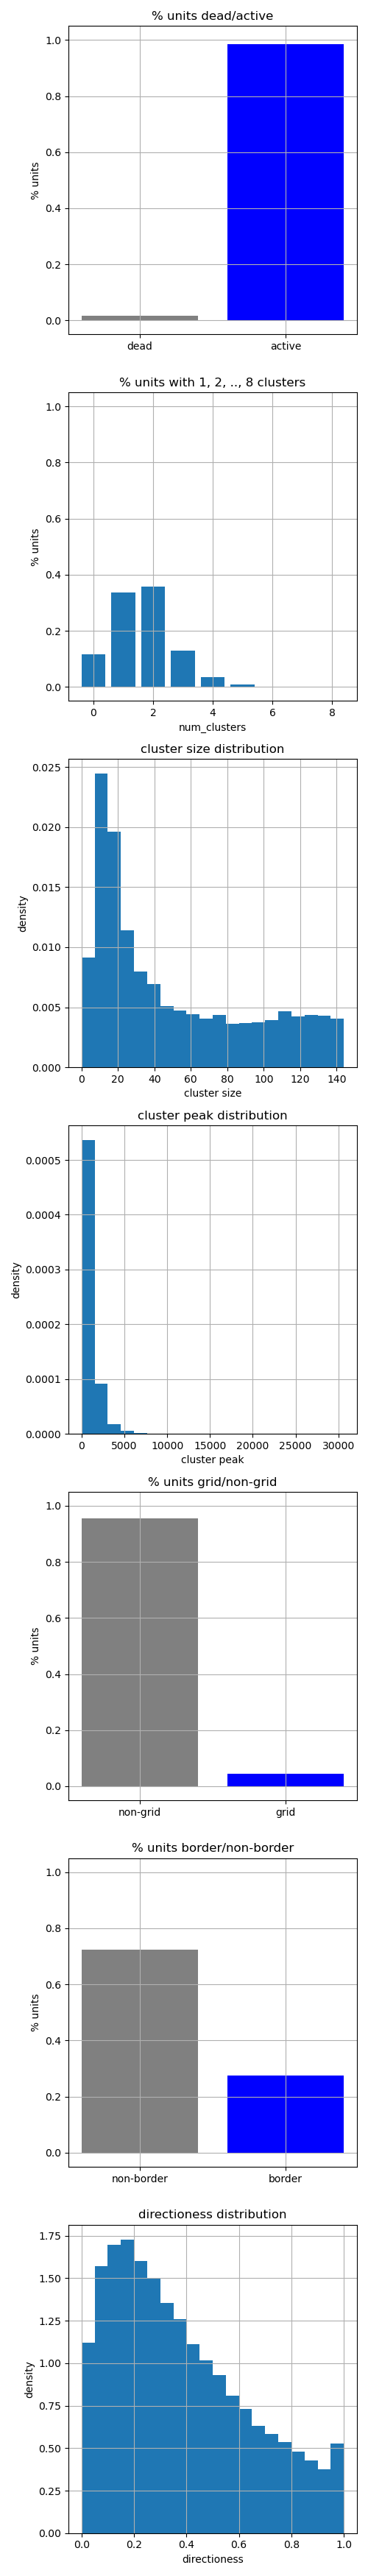 % units dead/active
1.0
0.8
0.6
0.4
0.2
0.0
% units
dead active
% units with 1, 2, .., 8 clusters
1.0
0.8
0.6
0.4
0.2
0.0
% units
0 2 4 6 8
num_clusters
cluster size distribution
0.025
0.020
0.015
0.010
0.005
0.000
density
0 20 40 60 80 100 120 140
cluster size
cluster peak distribution
0.0005
0.0004
0.0003
0.0002
0.0001
0.0000
density
0 5000 10000 15000 20000 25000 30000
cluster peak
% units grid/non-grid
1.0
0.8
0.6
0.4
0.2
0.0
% units
non-grid grid
% units border/non-border
1.0
0.8
0.6
0.4
0.2
0.0
% units
non-border border
directioness distribution
1.75
1.50
1.25
1.00
0.75
0.50
0.25
0.00
density
0.0 0.2 0.4 0.6 0.8 1.0
directioness